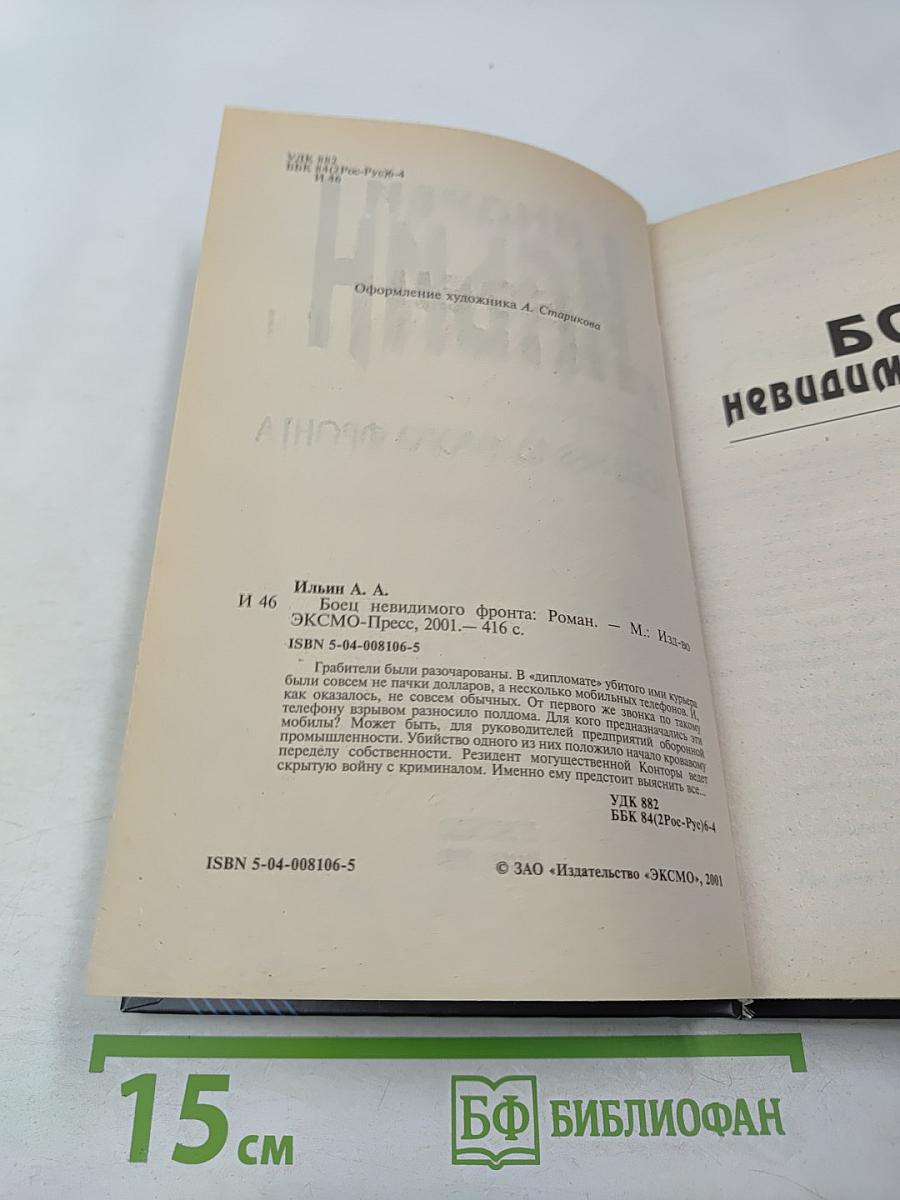 УДК 882
ББК 84(2Рос-Рус)6-4
И 46
Оформление художника А. Старикова
Ильин А. А.
И 46 Боец невидимого фронта: Роман. — М.: Изд-во
ЭКСМО-Пресс, 2001.— 416 с.
ISBN 5-04-008106-5
Грабители были разочарованы. В «дипломате» убитого ими курьера
были совсем не пачки долларов, а несколько мобильных телефонов. И,
как оказалось, не совсем обычных. От первого же звонка по такому
телефону взрывом разносило полдома. Для кого предназначались эти
мобилы? Может быть, для руководителей предприятий оборонной
промышленности. Убийство одного из них положило начало кровавому
переделу собственности. Резидент могущественной Конторы ведет
скрытую войну с криминалом. Именно ему предстоит выяснить все...
УДК 882
ББК 84(2Рос-Рус)6-4
ISBN 5-04-008106-5
© ЗАО «Издательство «ЭКСМО», 2001
БО
невидим
15 см
БФ БИБЛИОФАН